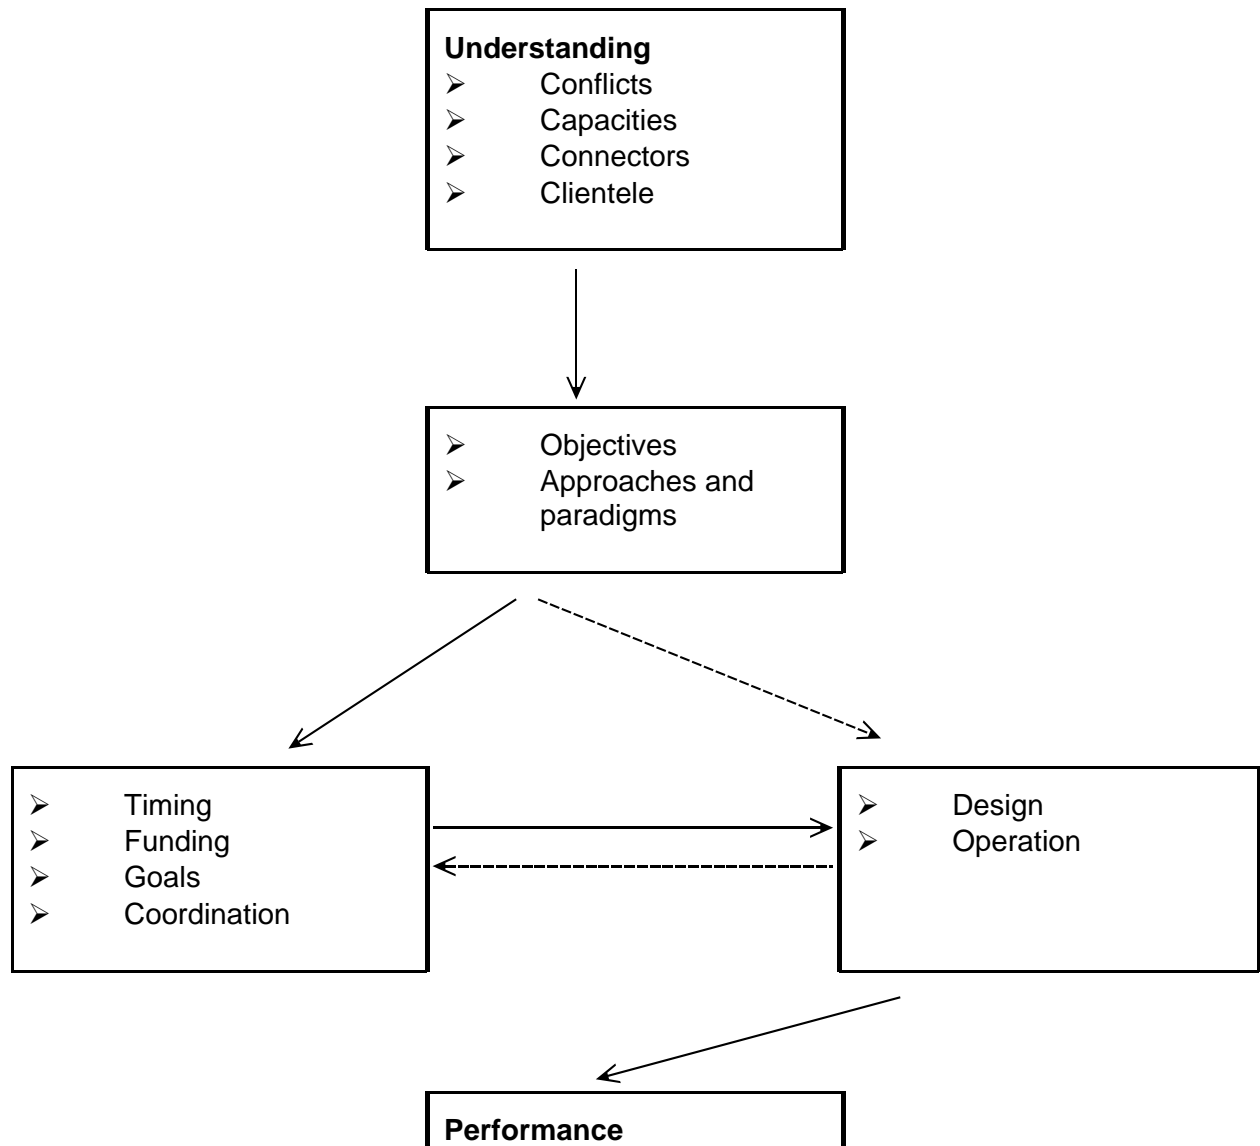 Understanding
➢ Conflicts
➢ Capacities
➢ Connectors
➢ Clientele
➢ Objectives
➢ Approaches and
paradigms
➢ Timing
➢ Funding
➢ Goals
➢ Coordination
➢ Design
➢ Operation
Performance